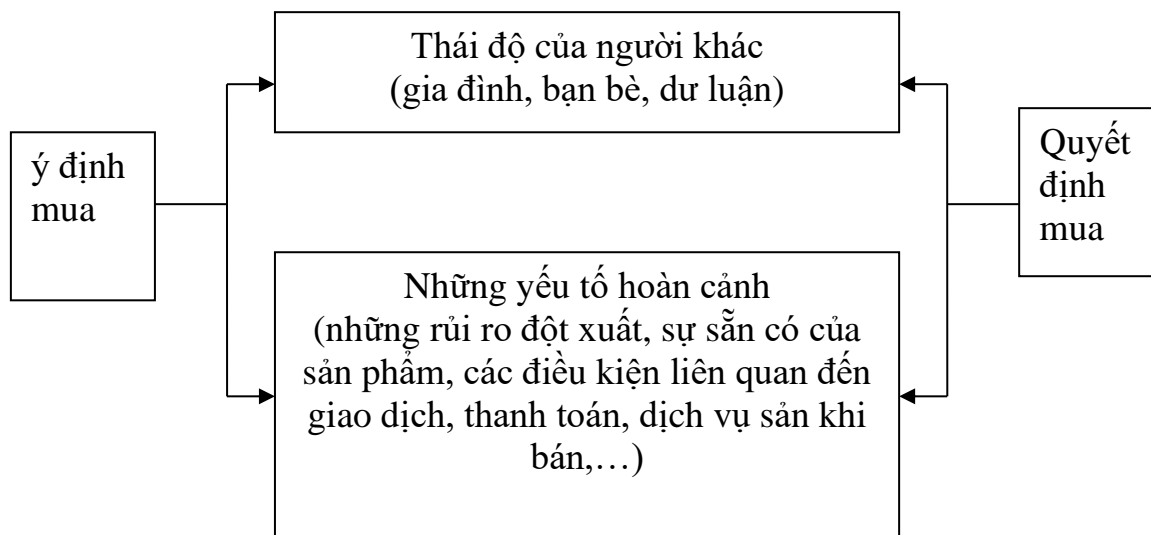 Thái độ của người khác
(gia đình, bạn bè, dư luận)
ý định
mua
Quyết
định
mua
Những yếu tố hoàn cảnh
(những rủi ro đột xuất, sự sẵn có của
sản phẩm, các điều kiện liên quan đến
giao dịch, thanh toán, dịch vụ sản khi
bán,…)